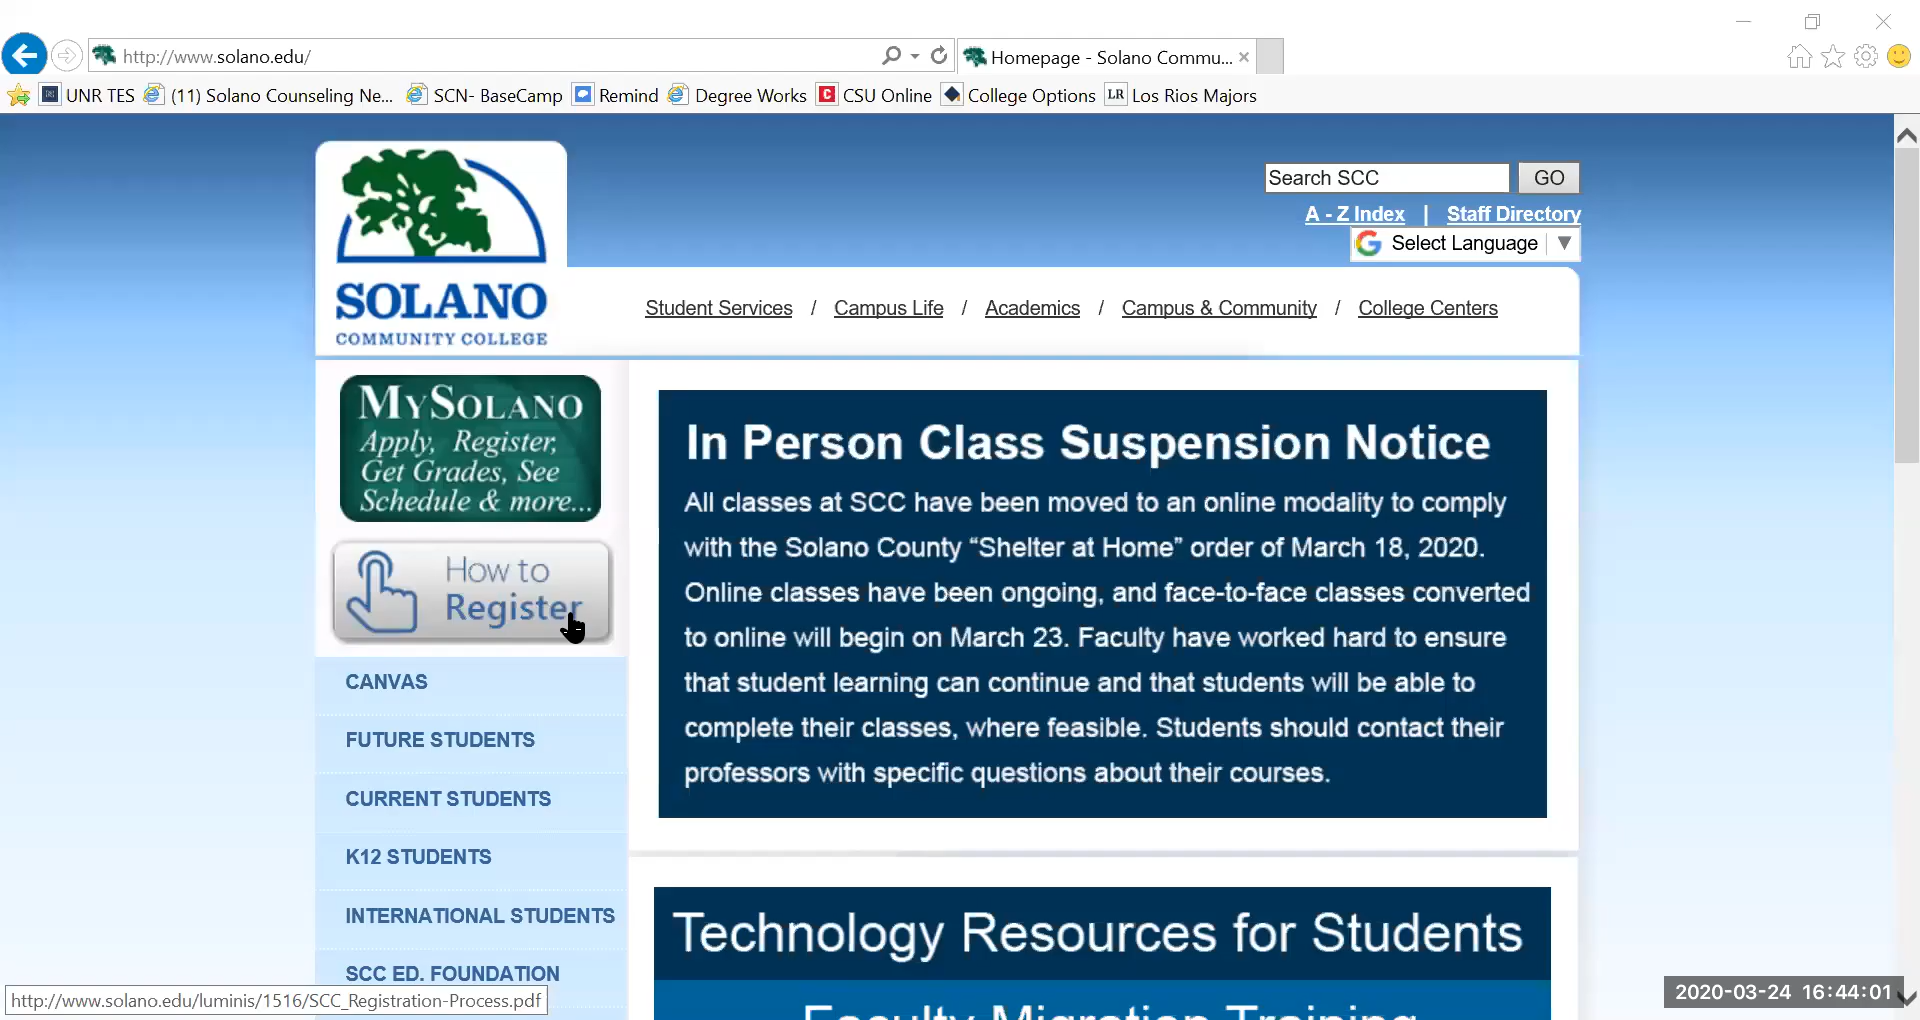 http://www.solano.edu/
Homepage - Solano Commu...
UNR TES
(11) Solano Counseling Ne...
SCN- BaseCamp
Remind
Degree Works
C CSU Online
College Options
LR Los Rios Majors
SOLANO
COMMUNITY COLLEGE
Search SCC
GO
A - Z Index | Staff Directory
G Select Language ▼
Student Services / Campus Life / Academics / Campus & Community / College Centers
MYSOLANO
Apply, Register,
Get Grades, See
Schedule & more...
How to
Register
CANVAS
FUTURE STUDENTS
CURRENT STUDENTS
K12 STUDENTS
INTERNATIONAL STUDENTS
SCC ED. FOUNDATION
In Person Class Suspension Notice
All classes at SCC have been moved to an online modality to comply
with the Solano County “Shelter at Home” order of March 18, 2020.
Online classes have been ongoing, and face-to-face classes converted
to online will begin on March 23. Faculty have worked hard to ensure
that student learning can continue and that students will be able to
complete their classes, where feasible. Students should contact their
professors with specific questions about their courses.
Technology Resources for Students
Faculty Migration Training
http://www.solano.edu/luminis/1516/SCC_Registration-Process.pdf
2020-03-24 16:44:01